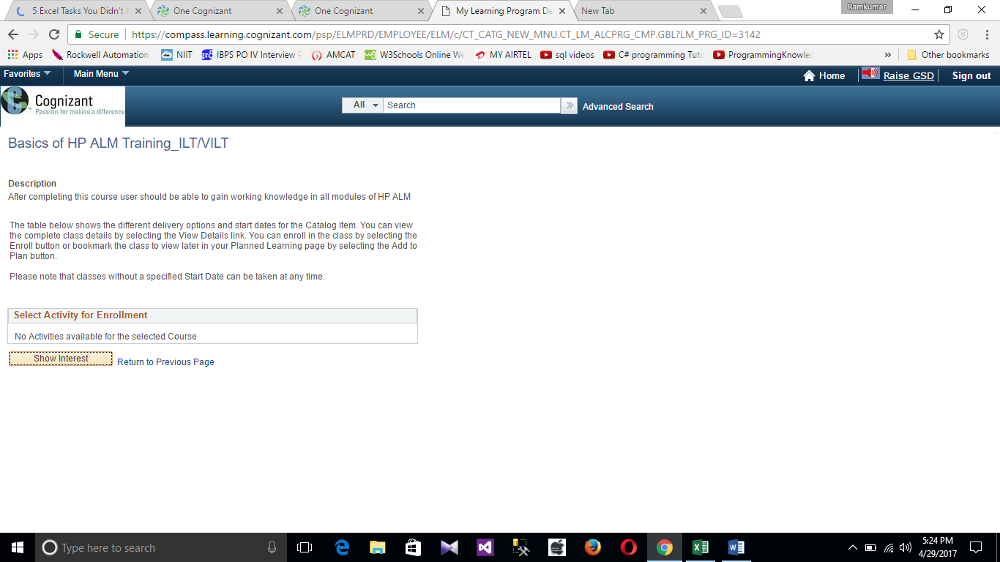 5 Excel Tasks You Didn't
One Cognizant
One Cognizant
My Learning Program De
New Tab
Ramkumar
Secure
https://compass.learning.cognizant.com/psp/ELMPRD/EMPLOYEE/ELM/c/CT_CATG_NEW_MNU.CT_LM_ALCPRG_CMP.GBL?LM_PRG_ID=3142
Apps
Rockwell Automation
NIIT
IBPS PO IV Interview
AMCAT
W3Schools Online We
MY AIRTEL
sql videos
C# programming Tuto
ProgrammingKnowlec
»
Other bookmarks
Favorites
Main Menu
Home
Raise GSD
Sign out
Cognizant
Passion for making a difference
All
Search
Advanced Search
Basics of HP ALM Training_ILT/VILT
Description
After completing this course user should be able to gain working knowledge in all modules of HP ALM
The table below shows the different delivery options and start dates for the Catalog Item. You can view
the complete class details by selecting the View Details link. You can enroll in the class by selecting the
Enroll button or bookmark the class to view later in your Planned Learning page by selecting the Add to
Plan button.
Please note that classes without a specified Start Date can be taken at any time.
Select Activity for Enrollment
No Activities available for the selected Course
Show Interest
Return to Previous Page
Type here to search
5:24 PM
4/29/2017